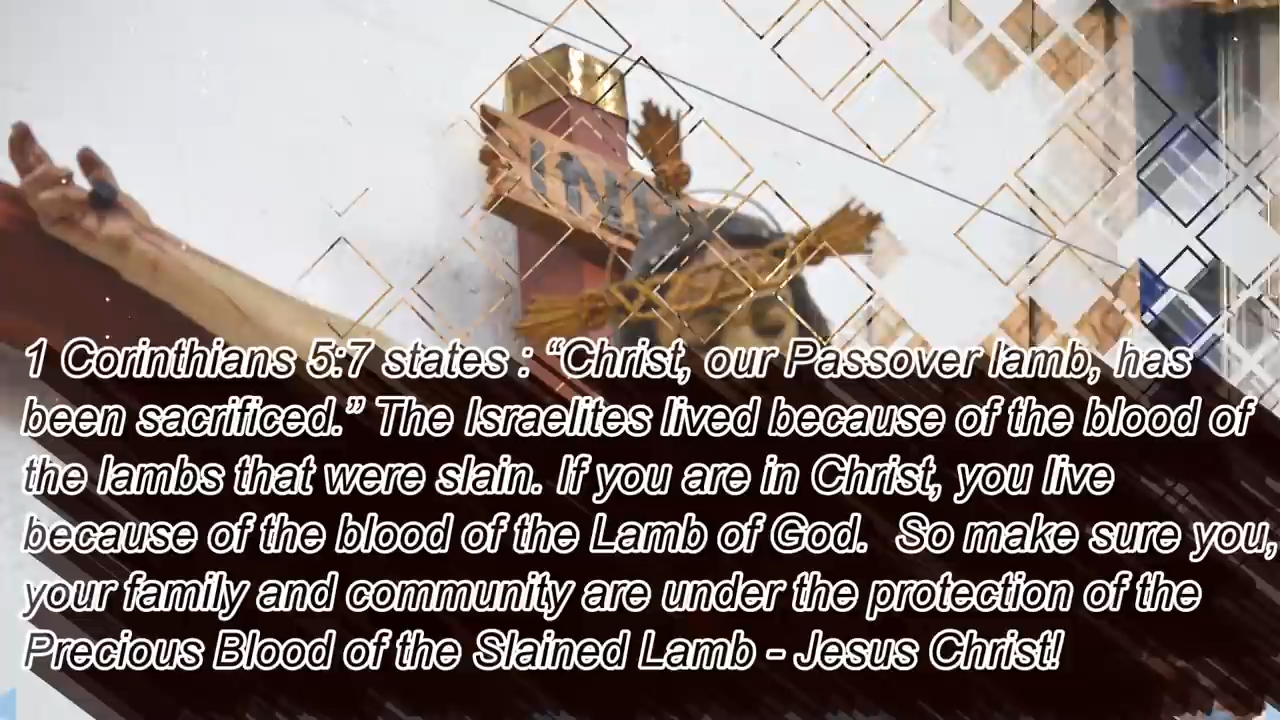 INRI
1 Corinthians 5:7 states : “Christ, our Passover lamb, has
been sacrificed.” The Israelites lived because of the blood of
the lambs that were slain. If you are in Christ, you live
because of the blood of the Lamb of God.  So make sure you,
your family and community are under the protection of the
Precious Blood of the Slained Lamb - Jesus Christ!